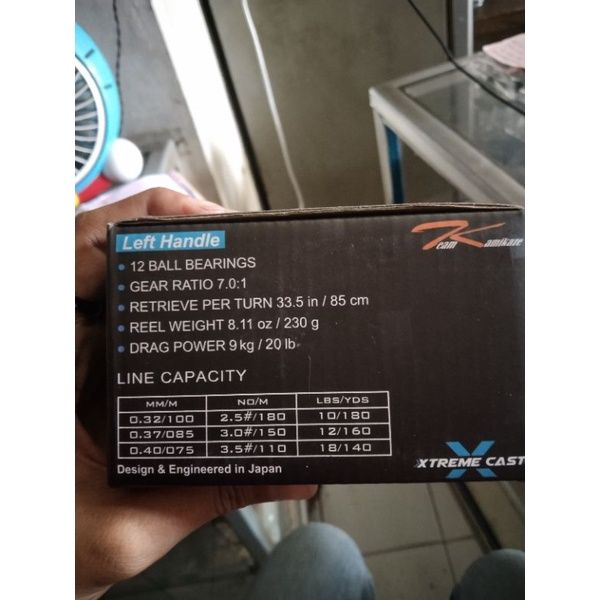 Left Handle
Team Kamikaze
• 12 BALL BEARINGS
• GEAR RATIO 7.0:1
• RETRIEVE PER TURN 33.5 in / 85 cm
• REEL WEIGHT 8.11 oz / 230 g
• DRAG POWER 9 kg / 20 lb
LINE CAPACITY
MM/M NO/M LBS/YDS
0.32/100 2.5#/180 10/180
0.37/085 3.0#/150 12/160
0.40/075 3.5#/110 18/140
Design & Engineered in Japan
X
XTREME CAST